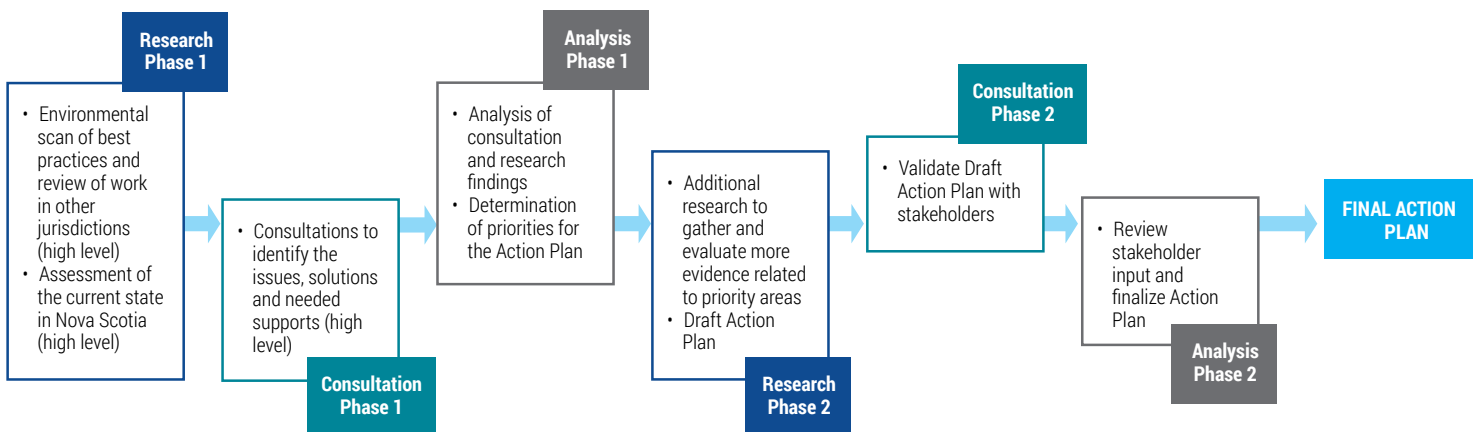 Research
Phase 1
• Environmental
scan of best
practices and
review of work
in other
jurisdictions
(high level)
• Assessment of
the current state
in Nova Scotia
(high level)
• Consultations to
identify the
issues, solutions
and needed
supports (high
level)
Consultation
Phase 1
Analysis
Phase 1
• Analysis of
consultation
and research
findings
• Determination
of priorities for
the Action Plan
• Additional
research to
gather and
evaluate more
evidence related
to priority areas
• Draft Action
Plan
Research
Phase 2
Consultation
Phase 2
• Validate Draft
Action Plan with
stakeholders
• Review
stakeholder
input and
finalize Action
Plan
Analysis
Phase 2
FINAL ACTION
PLAN